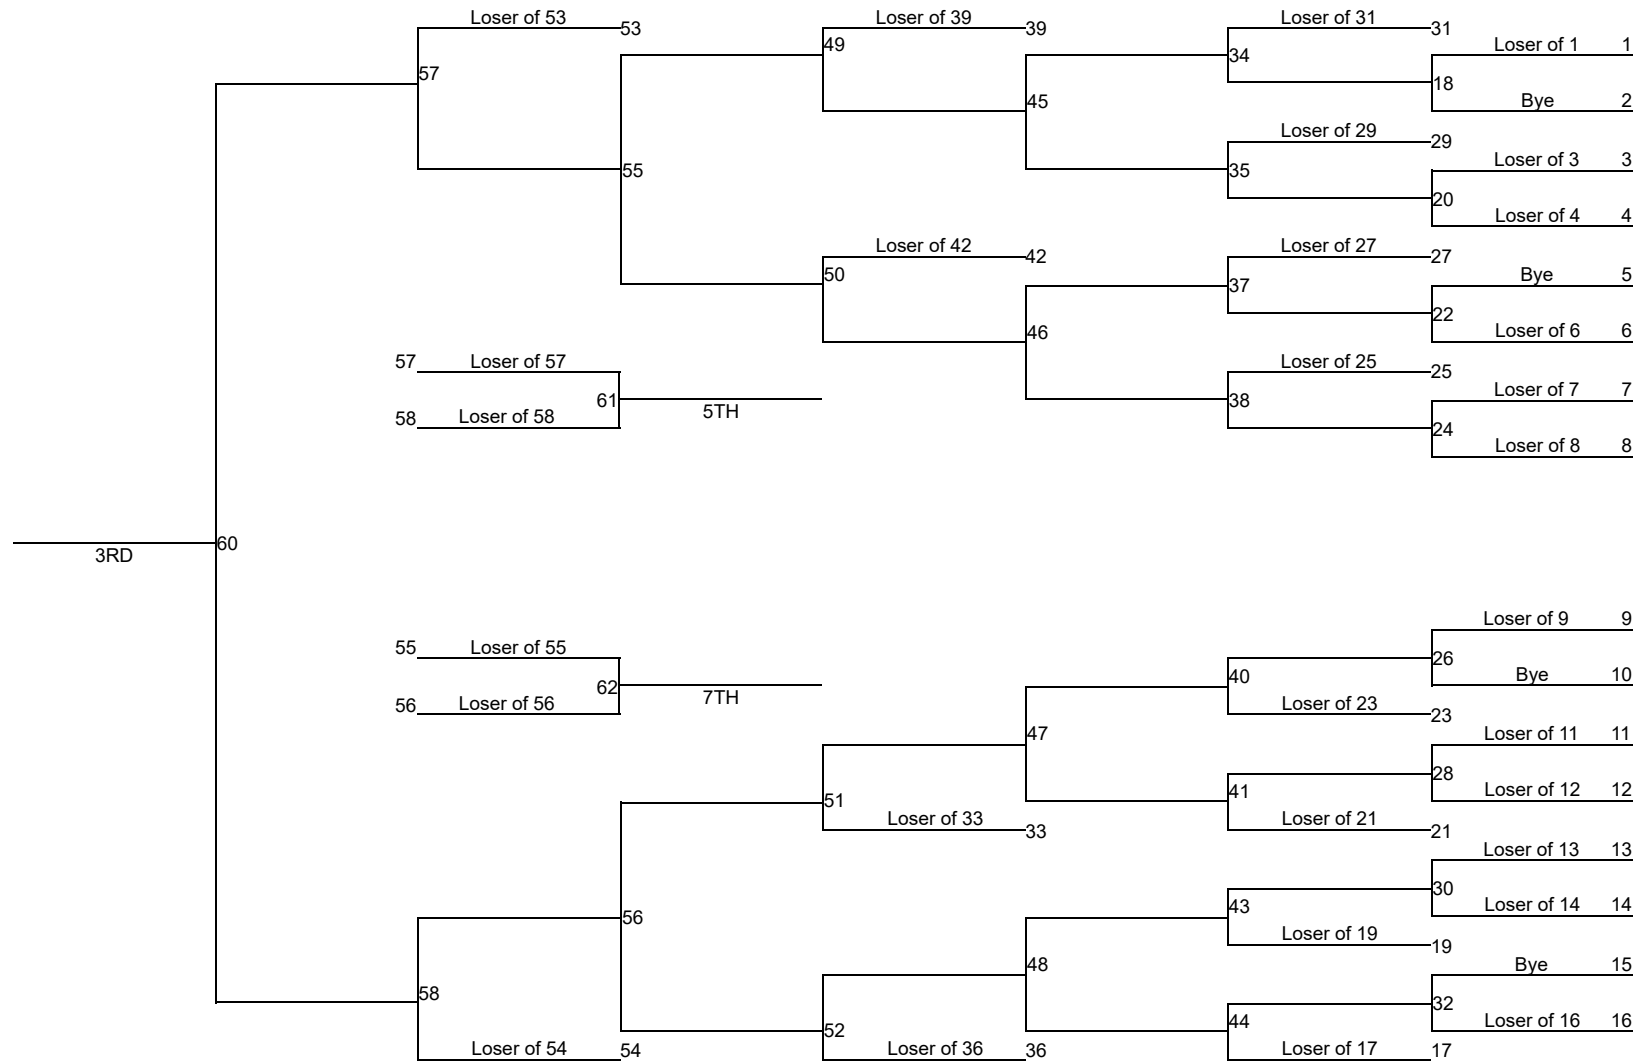 Loser of 53 53 Loser of 39 39 Loser of 31 31
49 Loser of 1 1
34
57 18
45 Bye 2
Loser of 29 29
Loser of 3 3
55 35
20
Loser of 4 4
Loser of 42 42 Loser of 27 27
50 Bye 5
37
22
46 Loser of 6 6
57 Loser of 57 Loser of 25 25
Loser of 7 7
61 5TH 38
58 Loser of 58
24
Loser of 8 8
60
3RD
Loser of 9 9
55 Loser of 55
26
40 Bye 10
62 7TH
56 Loser of 56 Loser of 23 23
47 Loser of 11 11
28
41 Loser of 12 12
51
Loser of 33 33 Loser of 21 21
Loser of 13 13
30
43 Loser of 14 14
56
Loser of 19 19
48 Bye 15
58
32
44 Loser of 16 16
52
Loser of 54 54 Loser of 36 36 Loser of 17 17